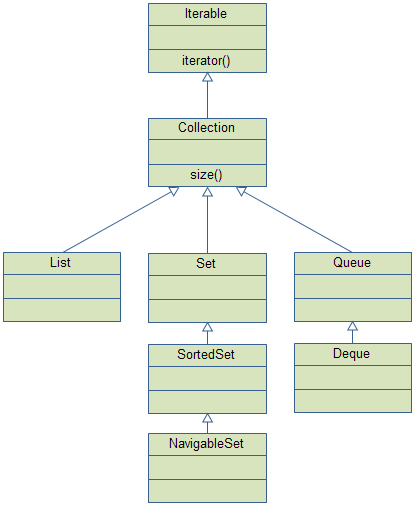 Iterable
iterator()
Collection
size()
List
Set
Queue
SortedSet
Deque
NavigableSet